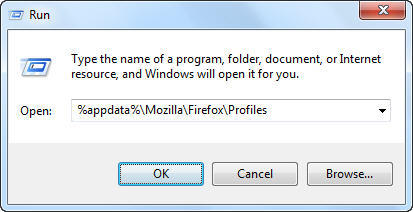 Run
Type the name of a program, folder, document, or Internet
resource, and Windows will open it for you.
Open: %appdata%\Mozilla\Firefox\Profiles
OK Cancel Browse...